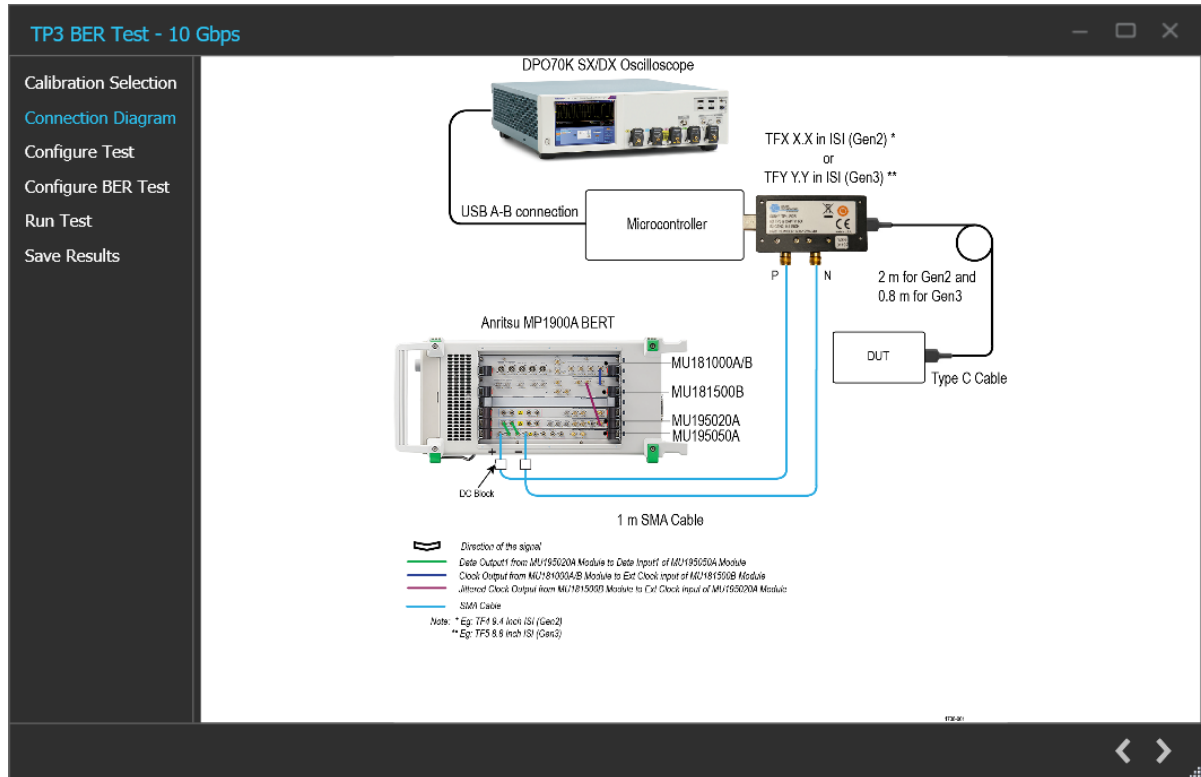 TP3 BER Test - 10 Gbps
Calibration Selection
Connection Diagram
Configure Test
Configure BER Test
Run Test
Save Results
DPO70K SX/DX Oscilloscope
TFX X.X in ISI (Gen2) *
or
TFY Y.Y in ISI (Gen3) **
USB A-B connection
Microcontroller
P
N
2 m for Gen2 and
0.8 m for Gen3
Anritsu MP1900A BERT
MU181000A/B
MU181500B
MU195020A
MU195050A
DUT
Type C Cable
+
-
DC Block
1 m SMA Cable
Direction of the signal
Data Output1 from MU195020A Module to Data Input1 of MU195050A Module
Clock Output from MU181000A/B Module to Ext Clock input of MU181500B Module
Jittered Clock Output from MU181500B Module to Ext Clock Input of MU195020A Module
SMA Cable
Note: * Eg: TF4 9.4 Inch ISI (Gen2)
** Eg: TF5 8.8 Inch ISI (Gen3)